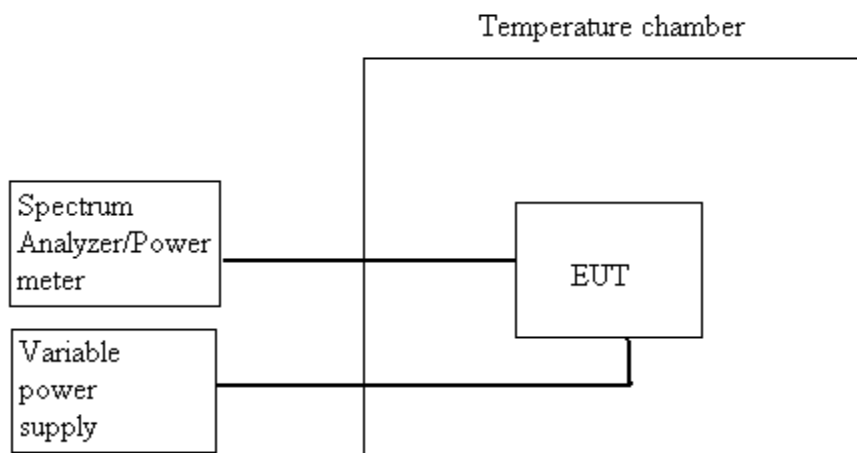 Temperature chamber
Spectrum
Analyzer/Power
meter
EUT
Variable
power
supply